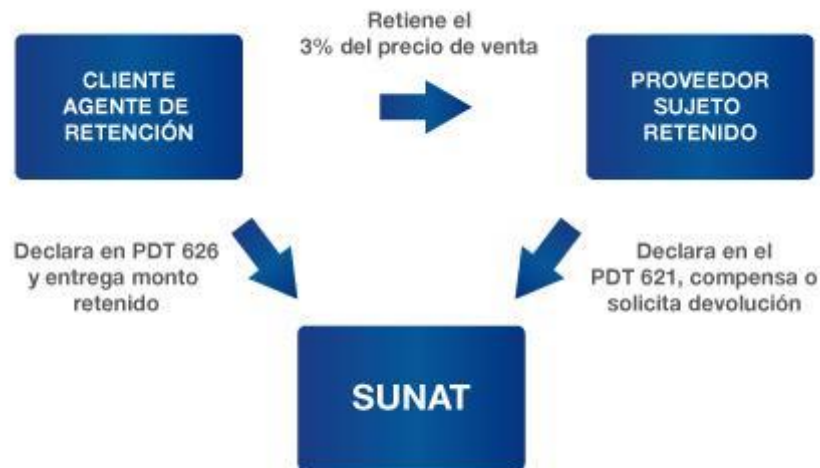 Retiene el
3% del precio de venta
CLIENTE
AGENTE DE
RETENCIÓN
PROVEEDOR
SUJETO
RETENIDO
Declara en PDT 626
y entrega monto
retenido
Declara en el
PDT 621, compensa o
solicita devolución
SUNAT